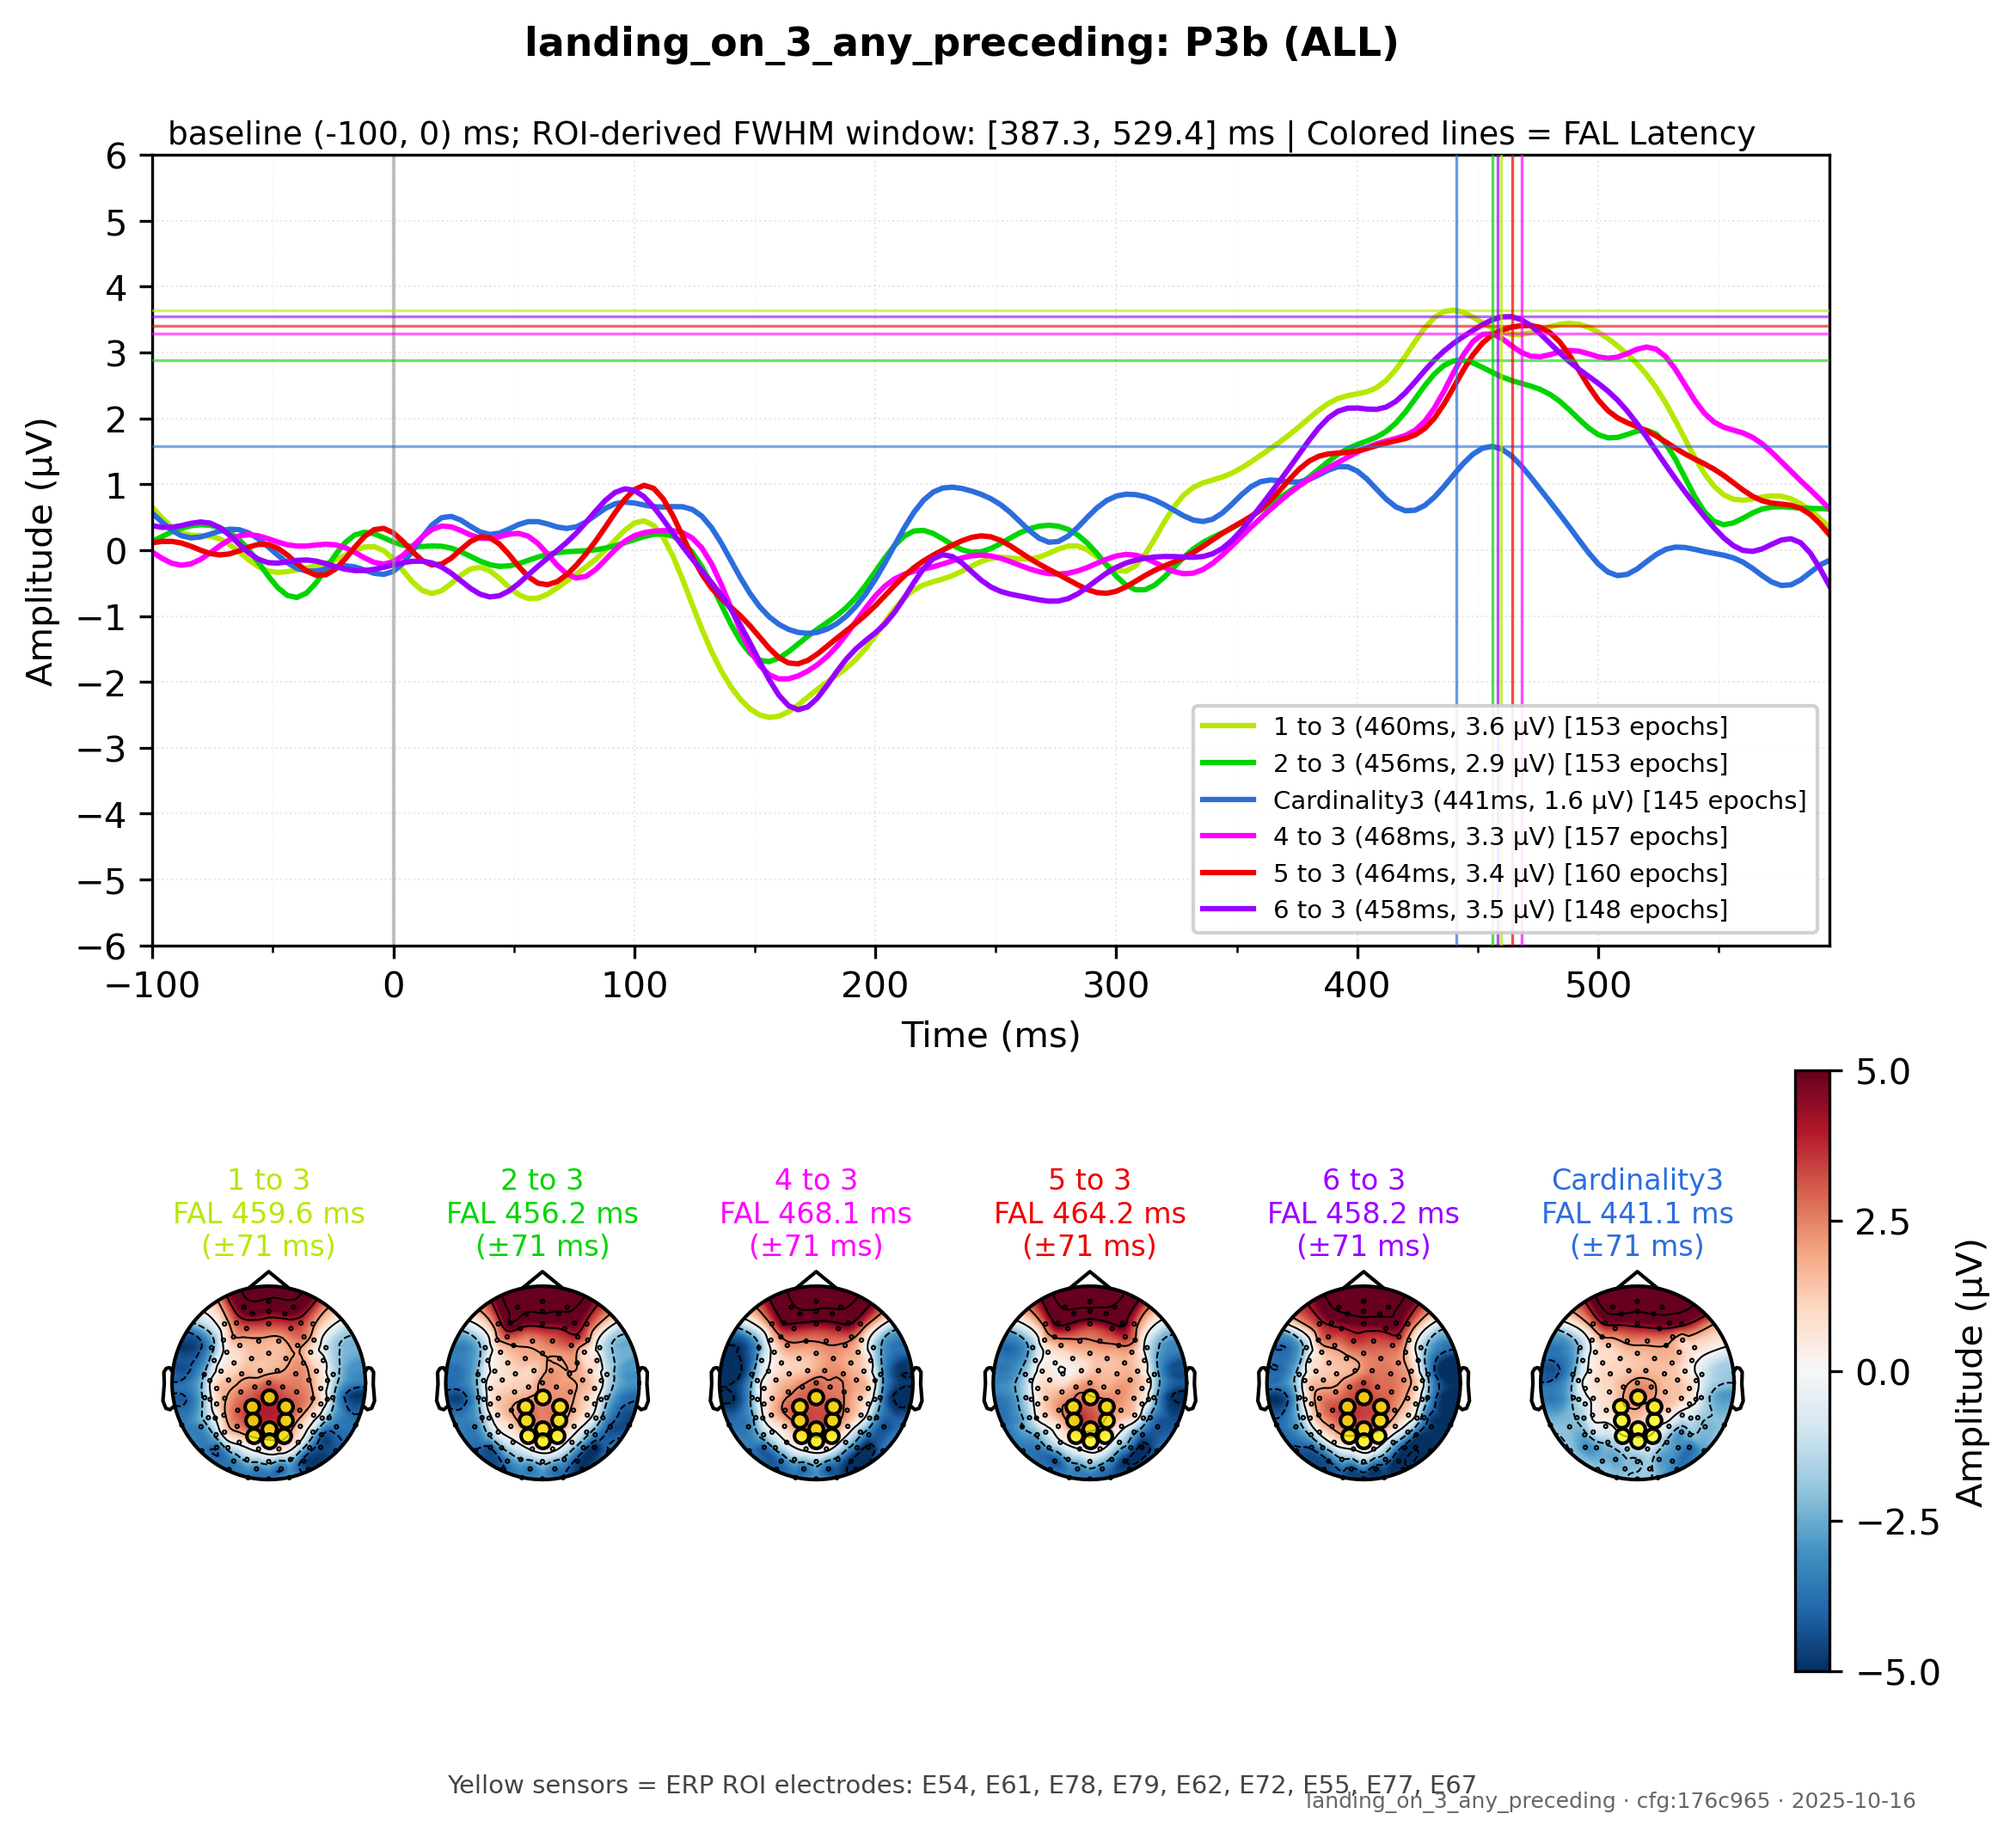 landing_on_3_any_preceding: P3b (ALL)
baseline (-100, 0) ms; ROI-derived FWHM window: [387.3, 529.4] ms | Colored lines = FAL Latency
6
5
4
3
2
1
0
−1
−2
−3
−4
−5
−6
Amplitude (µV)
1 to 3 (460ms, 3.6 µV) [153 epochs]
2 to 3 (456ms, 2.9 µV) [153 epochs]
Cardinality3 (441ms, 1.6 µV) [145 epochs]
4 to 3 (468ms, 3.3 µV) [157 epochs]
5 to 3 (464ms, 3.4 µV) [160 epochs]
6 to 3 (458ms, 3.5 µV) [148 epochs]
−100 0 100 200 300 400 500
Time (ms)
1 to 3
FAL 459.6 ms
(±71 ms)
2 to 3
FAL 456.2 ms
(±71 ms)
4 to 3
FAL 468.1 ms
(±71 ms)
5 to 3
FAL 464.2 ms
(±71 ms)
6 to 3
FAL 458.2 ms
(±71 ms)
Cardinality3
FAL 441.1 ms
(±71 ms)
5.0
2.5
0.0
−2.5
−5.0
Amplitude (µV)
Yellow sensors = ERP ROI electrodes: E54, E61, E78, E79, E62, E72, E55, E77, E67
landing_on_3_any_preceding · cfg:176c965 · 2025-10-16